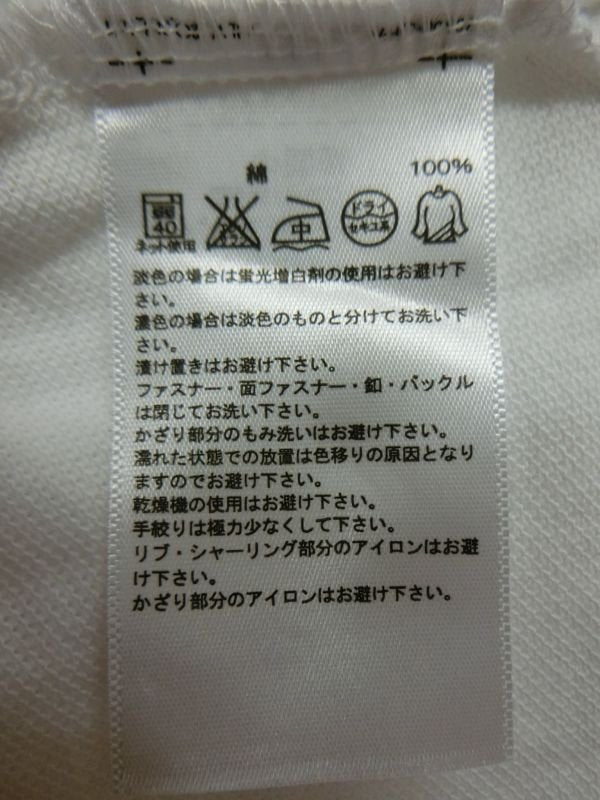 綿 100%
40 中 ドライ セキユ系
ネット使用
淡色の場合は蛍光増白剤の使用はお避け下
さい。
濃色の場合は淡色のものと分けてお洗い下
さい。
漬け置きはお避け下さい。
ファスナー・面ファスナー・釦・バックル
は閉じてお洗い下さい。
かざり部分のもみ洗いはお避け下さい。
濡れた状態での放置は色移りの原因となり
ますのでお避け下さい。
乾燥機の使用はお避け下さい。
手絞りは極力少なくして下さい。
リブ・シャーリング部分のアイロンはお避
け下さい。
かざり部分のアイロンはお避け下さい。